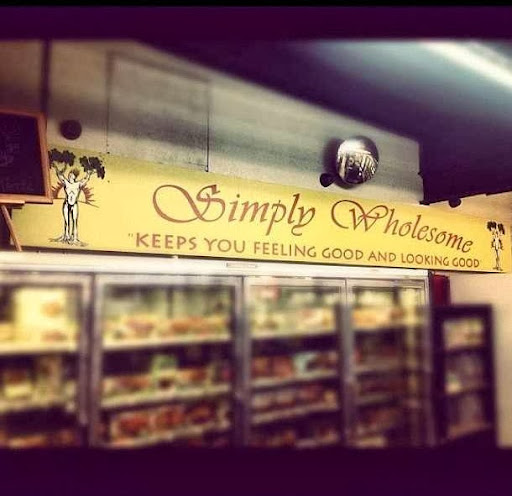 Simply Wholesome
"KEEPS YOU FEELING GOOD AND LOOKING GOOD"